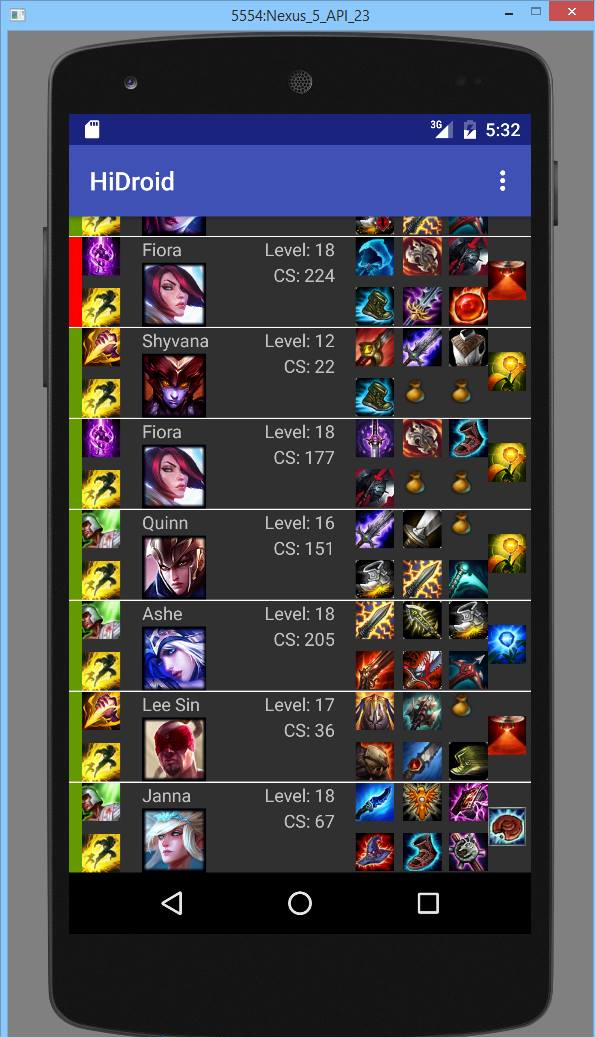 5554:Nexus_5_API_23
3G 5:32
HiDroid
Fiora Level: 18
CS: 224
Shyvana Level: 12
CS: 22
Fiora Level: 18
CS: 177
Quinn Level: 16
CS: 151
Ashe Level: 18
CS: 205
Lee Sin Level: 17
CS: 36
Janna Level: 18
CS: 67